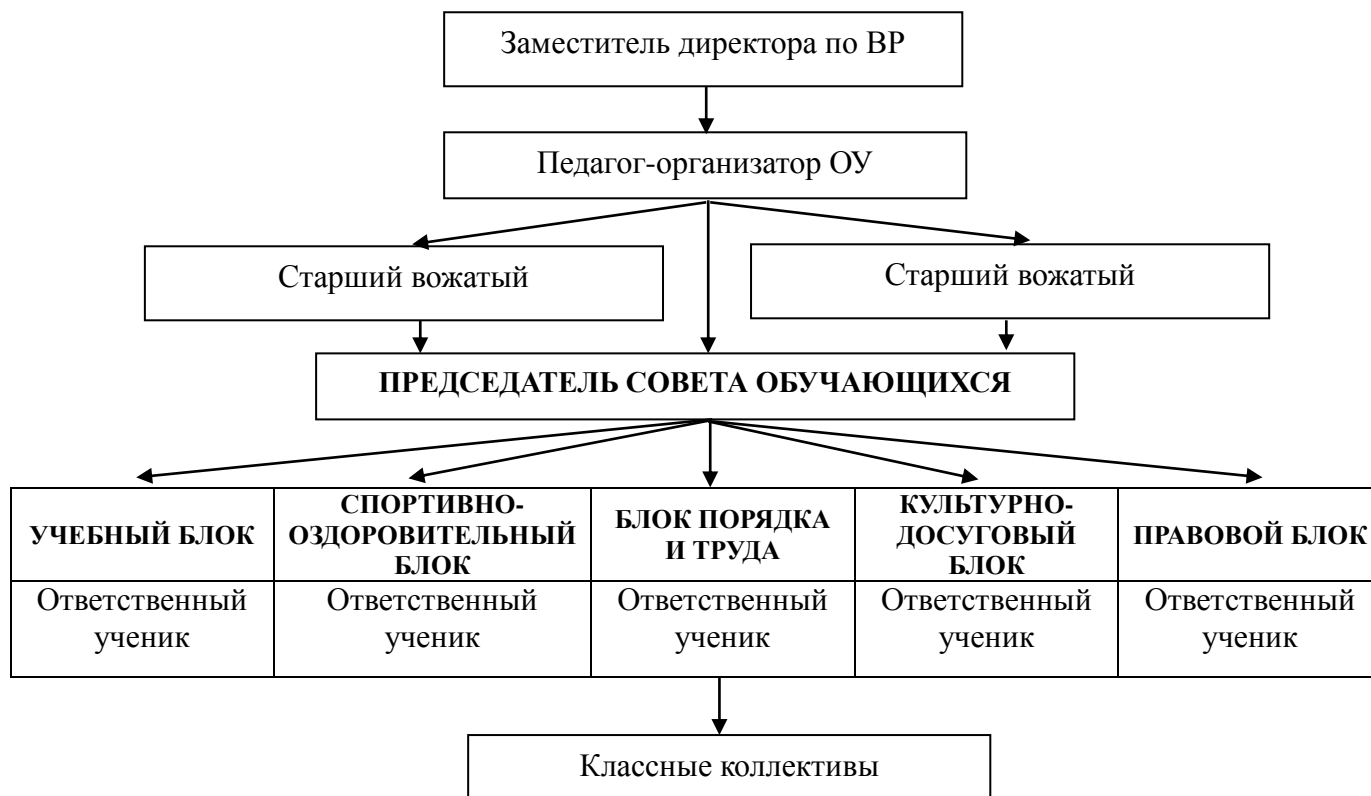 Заместитель директора по ВР
Педагог-организатор ОУ
Старший вожатый
Старший вожатый
ПРЕДСЕДАТЕЛЬ СОВЕТА ОБУЧАЮЩИХСЯ
УЧЕБНЫЙ БЛОК
СПОРТИВНО-
ОЗДОРОВИТЕЛЬНЫЙ
БЛОК
БЛОК ПОРЯДКА
И ТРУДА
КУЛЬТУРНО-
ДОСУГОВЫЙ
БЛОК
ПРАВОВОЙ БЛОК
Ответственный
ученик
Ответственный
ученик
Ответственный
ученик
Ответственный
ученик
Ответственный
ученик
Классные коллективы